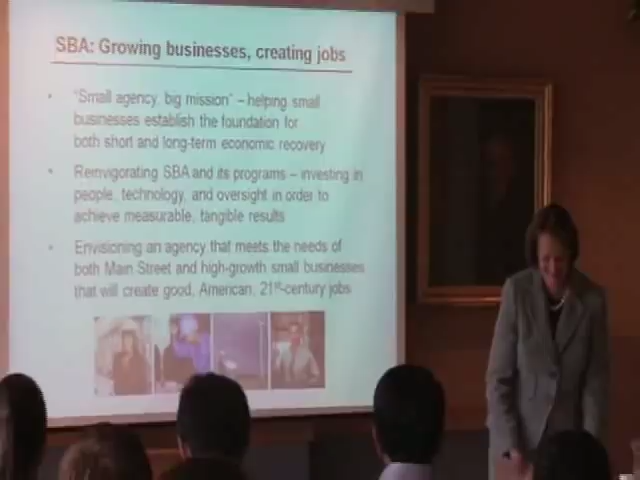 SBA: Growing businesses, creating jobs
• "Small agency, big mission" – helping small
businesses establish the foundation for
both short and long-term economic recovery
• Reinvigorating SBA and its programs – investing in
people, technology, and oversight in order to
achieve measurable, tangible results
• Envisioning an agency that meets the needs of
both Main Street and high-growth small businesses
that will create good, American, 21st-century jobs